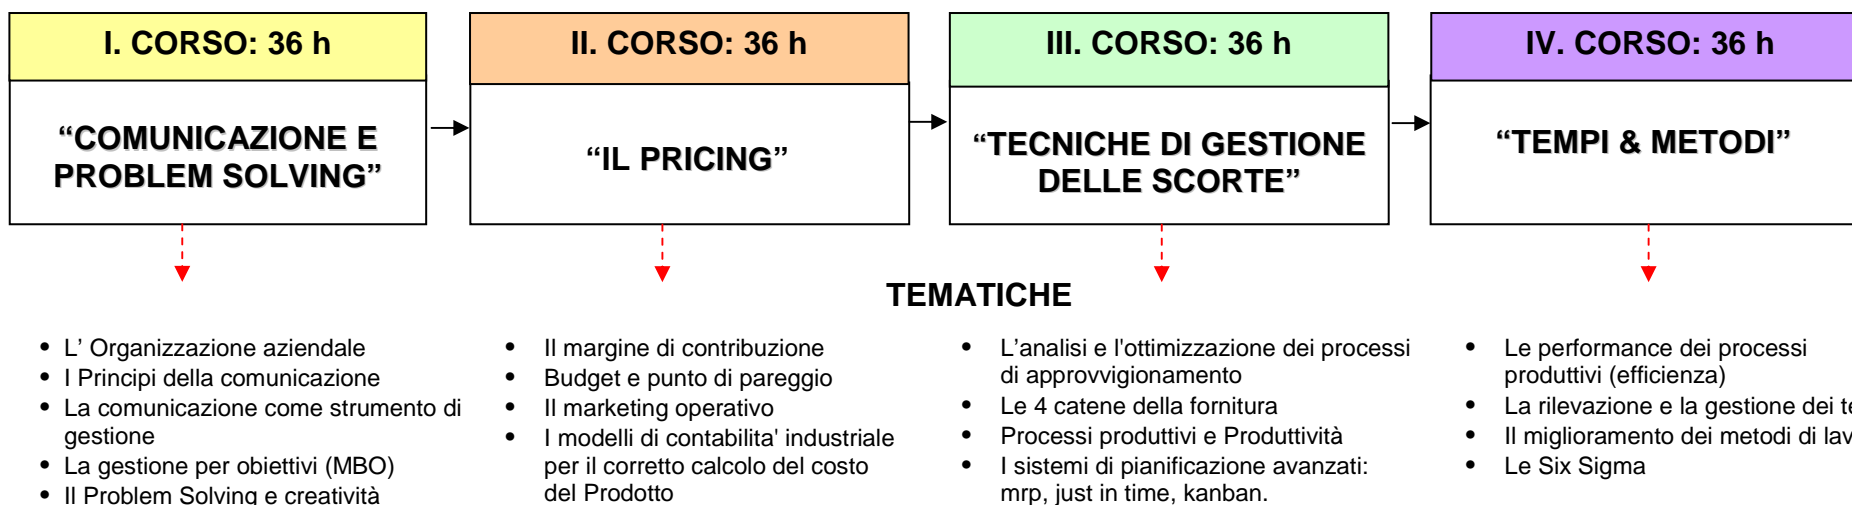 I. CORSO: 36 h
“COMUNICAZIONE E
PROBLEM SOLVING”
II. CORSO: 36 h
“IL PRICING”
III. CORSO: 36 h
“TECNICHE DI GESTIONE
DELLE SCORTE”
IV. CORSO: 36 h
“TEMPI & METODI”
TEMATICHE
• L’ Organizzazione aziendale
• I Principi della comunicazione
• La comunicazione come strumento di
gestione
• La gestione per obiettivi (MBO)
• Il Problem Solving e creatività
• Il margine di contribuzione
• Budget e punto di pareggio
• Il marketing operativo
• I modelli di contabilita' industriale
per il corretto calcolo del costo
del Prodotto
• L’analisi e l'ottimizzazione dei processi
di approvvigionamento
• Le 4 catene della fornitura
• Processi produttivi e Produttività
• I sistemi di pianificazione avanzati:
mrp, just in time, kanban.
• Le performance dei processi
produttivi (efficienza)
• La rilevazione e la gestione dei
• Il miglioramento dei metodi di
• Le Six Sigma